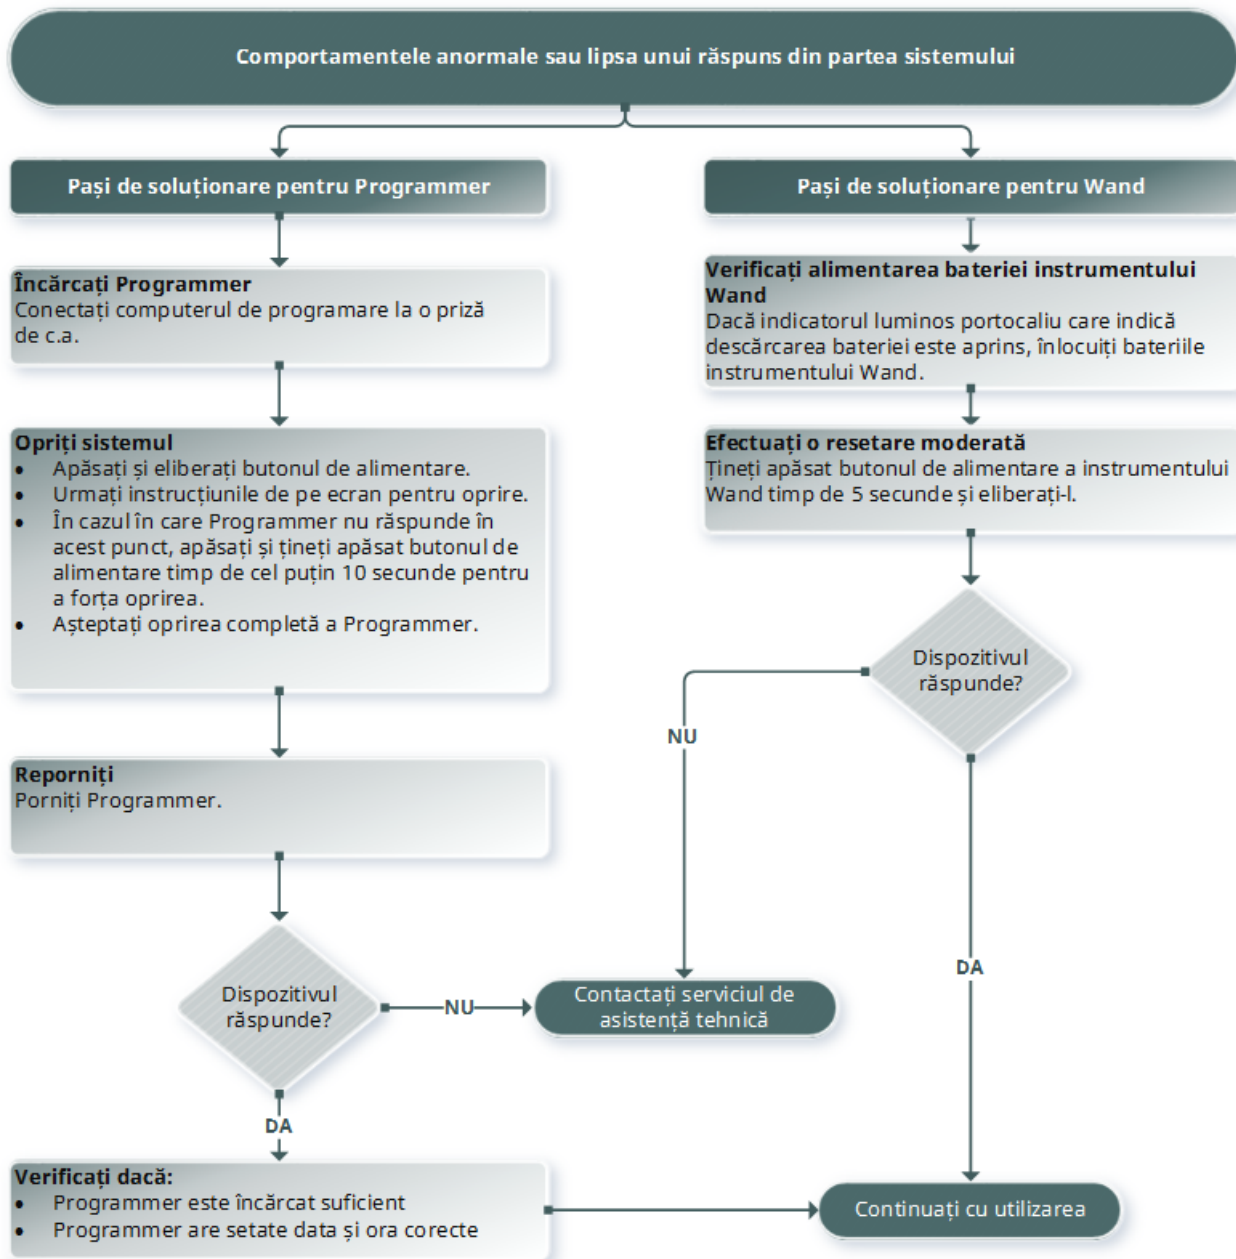 Comportamentele anormale sau lipsa unui răspuns din partea sistemului
Pași de soluționare pentru Programmer
Încărcați Programmer
Conectați computerul de programare la o priză
de c.a.
Opriți sistemul
• Apăsați și eliberați butonul de alimentare.
• Urmați instrucțiunile de pe ecran pentru oprire.
• În cazul în care Programmer nu răspunde în
acest punct, apăsați și țineți apăsat butonul de
alimentare timp de cel puțin 10 secunde pentru
a forța oprirea.
• Așteptați oprirea completă a Programmer.
Reporniți
Porniți Programmer.
Dispozitivul
răspunde?
NU
DA
Verificați dacă:
• Programmer este încărcat suficient
• Programmer are setate data și ora corecte
Pași de soluționare pentru Wand
Verificați alimentarea bateriei instrumentului
Wand
Dacă indicatorul luminos portocaliu care indică
descărcarea bateriei este aprins, înlocuiți bateriile
instrumentului Wand.
Efectuați o resetare moderată
Țineți apăsat butonul de alimentare a instrumentului
Wand timp de 5 secunde și eliberați-l.
Dispozitivul
răspunde?
NU
DA
Contactați serviciul de
asistență tehnică
Continuați cu utilizarea